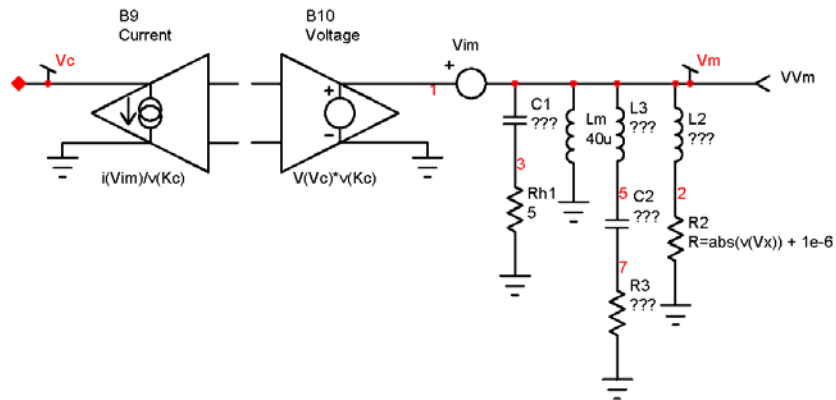 B9
Current
B10
Voltage
Vc
Vim
Vm
+
+
-
1
VVm
i(Vim)/v(Kc)
V(Vc)*v(Kc)
C1
???
Lm
40u
L3
???
L2
???
3
Rh1
5
5
C2
???
2
R2
R=abs(v(Vx)) + 1e-6
7
R3
???